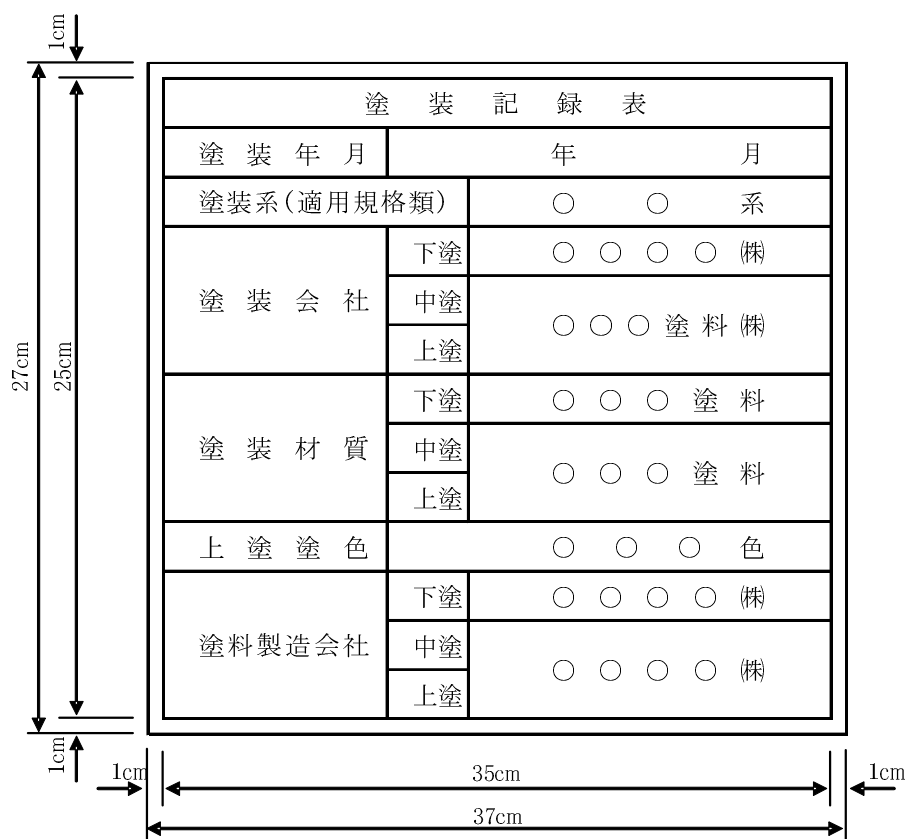 1cm
塗装記録表
塗装年月 年 月
塗装系(適用規格類) ○ ○ 系
塗装会社 下塗 ○ ○ ○ ○ ㈱
中塗 ○ ○ ○ 塗料 ㈱
上塗
塗装材質 下塗 ○ ○ ○ 塗料
中塗 ○ ○ ○ 塗料
上塗
上塗塗色 ○ ○ ○ 色
塗料製造会社 下塗 ○ ○ ○ ○ ㈱
中塗 ○ ○ ○ ○ ㈱
上塗
27cm
25cm
1cm
1cm
35cm
1cm
37cm